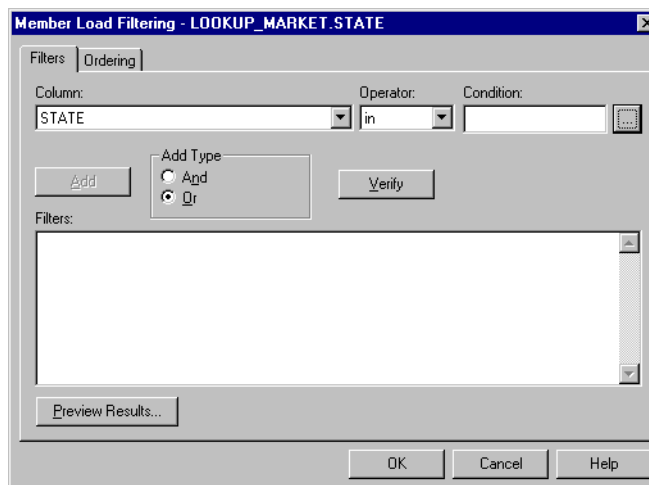 Member Load Filtering - LOOKUP_MARKET.STATE
Filters Ordering
Column: Operator: Condition:
STATE in ...
Add Type
Add And Verify
Or
Filters:
Preview Results...
OK Cancel Help